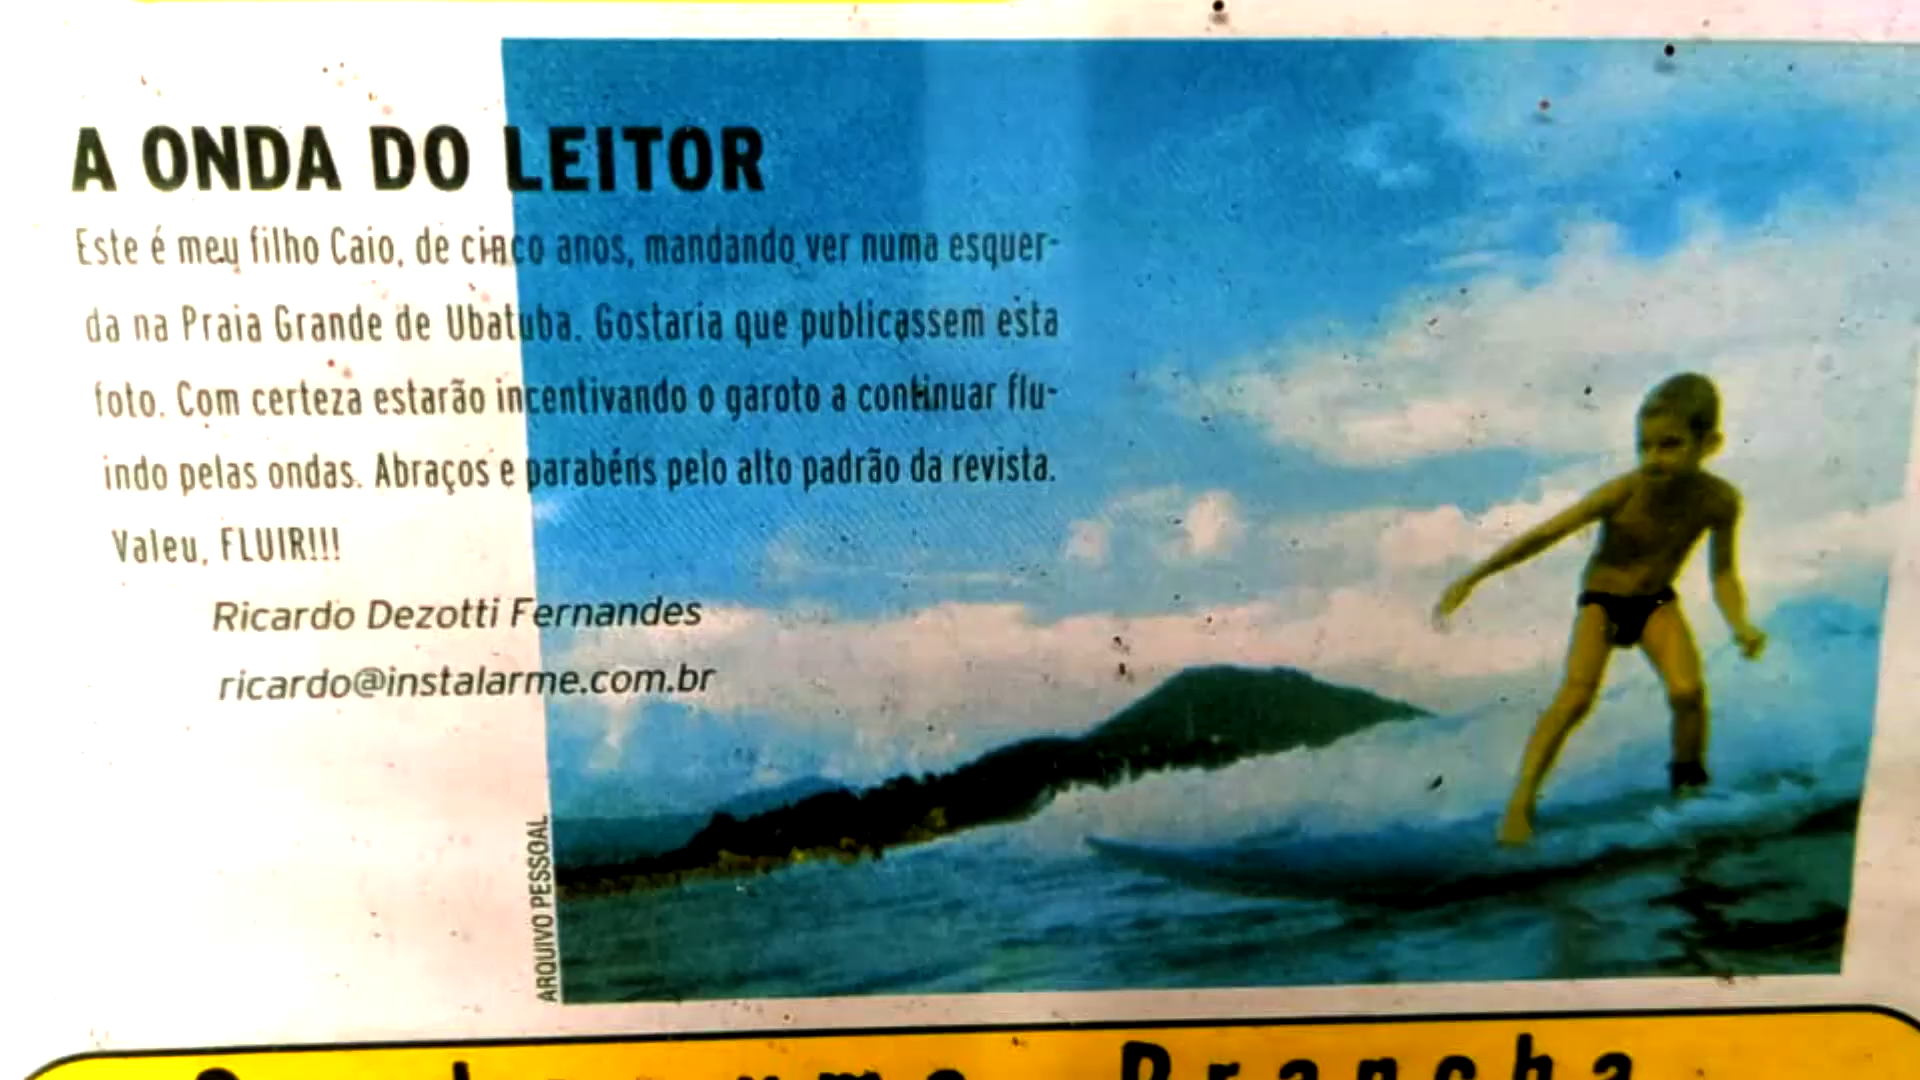 A ONDA DO LEITOR
Este é meu filho Caio, de cinco anos, mandando ver numa esquer-
da na Praia Grande de Ubatuba. Gostaria que publicassem esta
foto. Com certeza estarão incentivando o garoto a continuar flu-
indo pelas ondas. Abraços e parabéns pelo alto padrão da revista.
Valeu, FLUIR!!!
Ricardo Dezotti Fernandes
ricardo@instalarme.com.br
ARQUIVO PESSOAL
uma Prancha